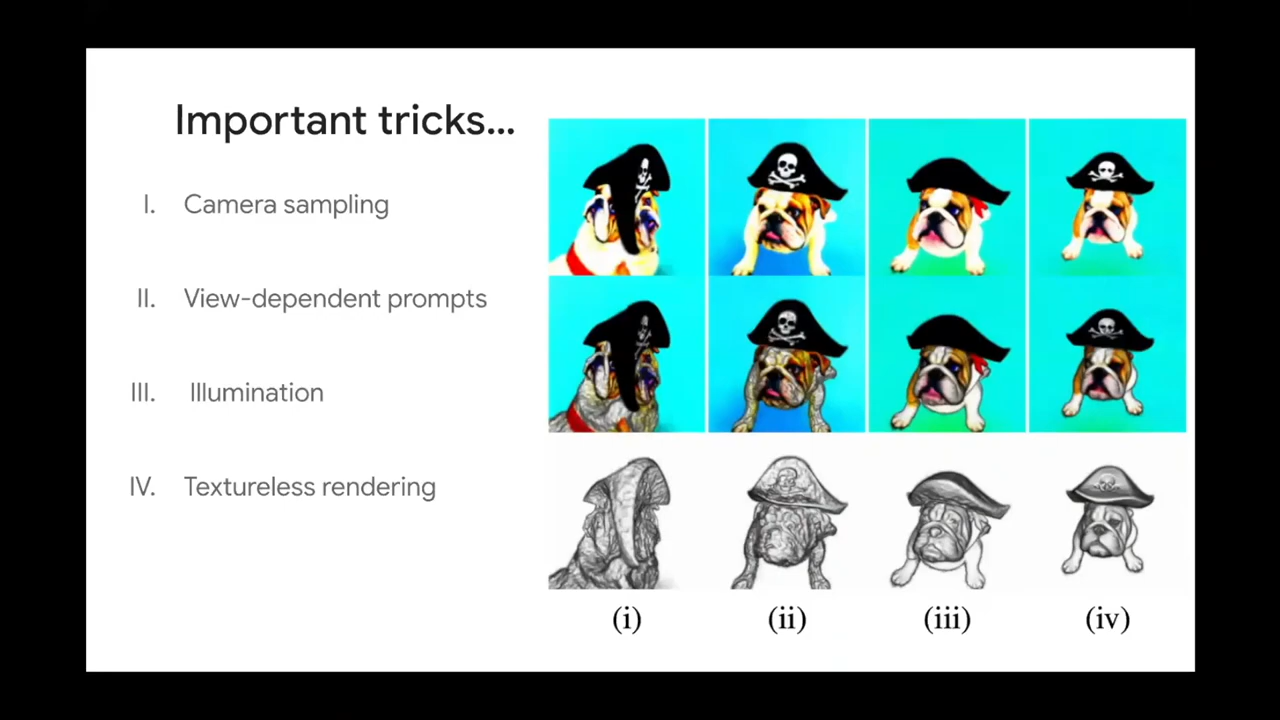 Important tricks...
I. Camera sampling
II. View-dependent prompts
III. Illumination
IV. Textureless rendering
(i) (ii) (iii) (iv)